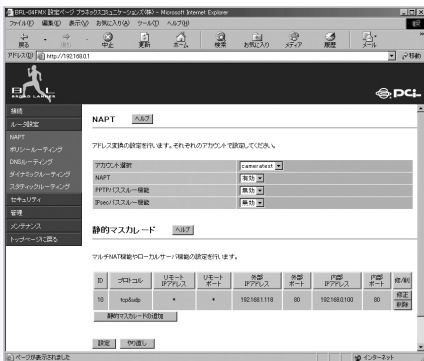 BRL-04FMX 設定ページ プラネックスコミュニケーションズ(株) - Microsoft Internet Explorer
ファイル(F) 編集(E) 表示(V) お気に入り(A) ツール(T) ヘルプ(H)
戻る 中止 更新 ホーム 検索 お気に入り メディア 履歴 メール
アドレス(D) http://192.168.0.1 移動
BRL
BROAD LANNER
PCI
接続
ルータ設定
NAPT
ポリシールーティング
DNSルーティング
ダイナミックルーティング
スタティックルーティング
セキュリティ
管理
メンテナンス
トップページに戻る
NAPT ヘルプ
アドレス変換の設定を行います。それぞれのアカウントで設定してください。
アカウント選択 cameratest
NAPT 有効
PPTPパススルー機能 無効
IPsecパススルー機能 無効
静的マスカレード ヘルプ
マルチNAT機能やローカルサーバ機能の設定を行います。
ID プロトコル リモートIPアドレス リモートポート 外部IPアドレス 外部ポート 内部IPアドレス 内部ポート 修/削
10 tcp&udp * * 192.168.1.118 80 192.168.0.100 80 修正 削除
静的マスカレードの追加
設定 やり直し
ページが表示されました インターネット